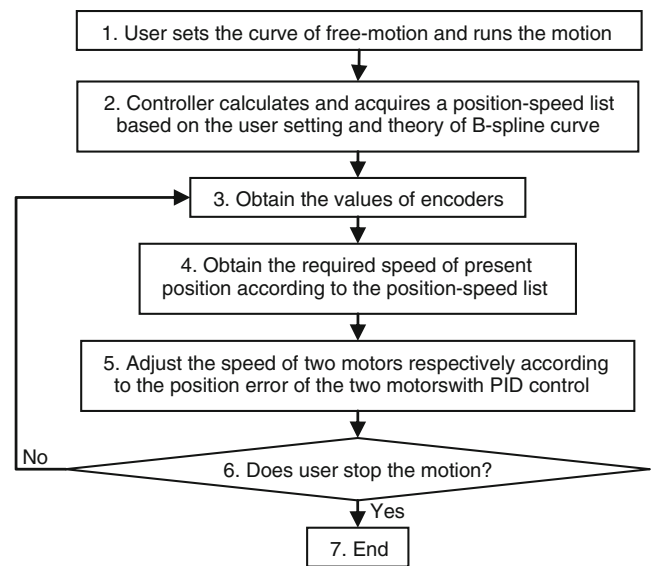 1. User sets the curve of free-motion and runs the motion
2. Controller calculates and acquires a position-speed list
based on the user setting and theory of B-spline curve
3. Obtain the values of encoders
4. Obtain the required speed of present
position according to the position-speed list
5. Adjust the speed of two motors respectively according
to the position error of the two motorswith PID control
No
6. Does user stop the motion?
Yes
7. End